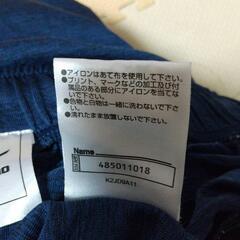 ●アイロンはあて布を使用して下さい。
●プリント、マークなどの加工及び付
属品のある部分にアイロンは当てな
いで下さい。
●色物と白物は一緒に洗わないで下さい。
●濡れたまま放置しないで下さい。
Name
485011018
K2JD9A11